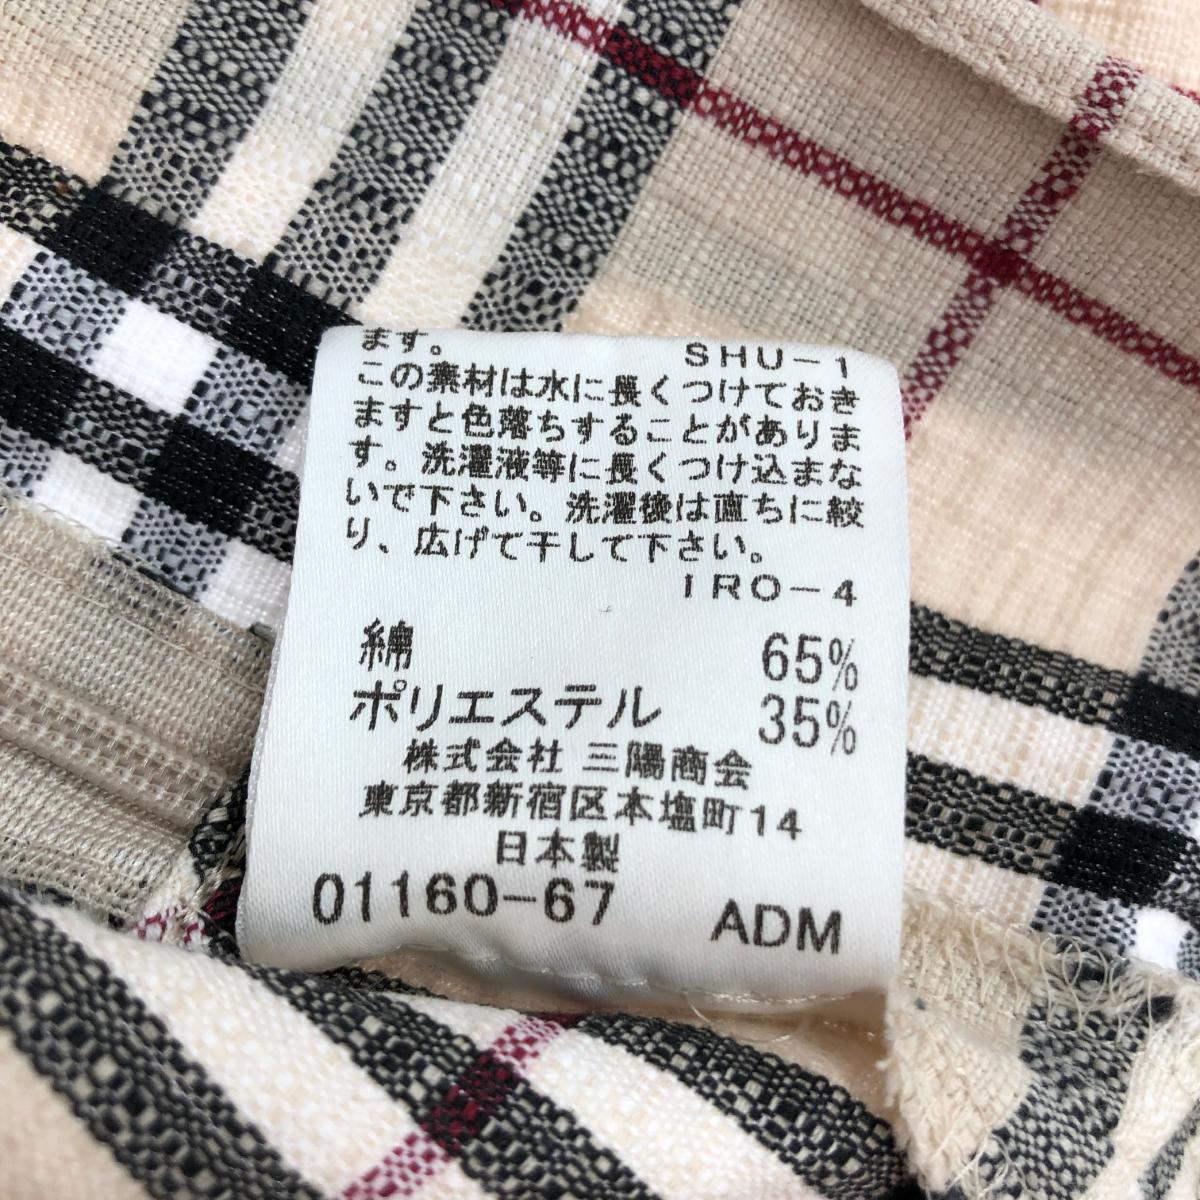 ます。 SHU-1
この素材は水に長くつけておき
ますと色落ちすることがありま
す。洗濯液等に長くつけ込まな
いで下さい。洗濯後は直ちに絞
り、広げて干して下さい。
IRO-4
綿 65%
ポリエステル 35%
株式会社 三陽商会
東京都新宿区本塩町14
日本製
01160-67 ADM